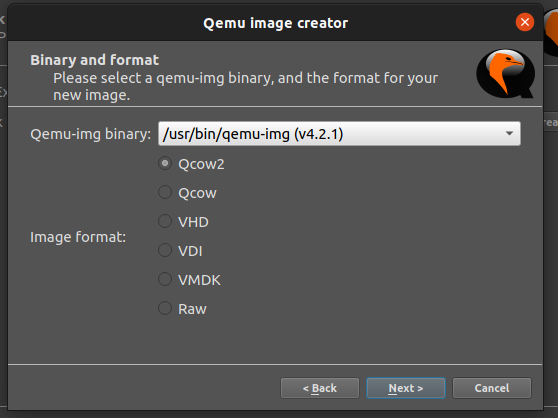 Qemu image creator
Binary and format
Please select a qemu-img binary, and the format for your
new image.
Qemu-img binary: /usr/bin/qemu-img (v4.2.1)
Qcow2
Qcow
VHD
Image format:
VDI
VMDK
Raw
< Back Next > Cancel